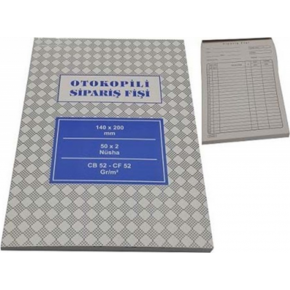 OTOKOPİLİ
SİPARİŞ FİŞİ
140 x 200
mm
50 x 2
Nüsha
CB 52 - CF 52
Gr/m²